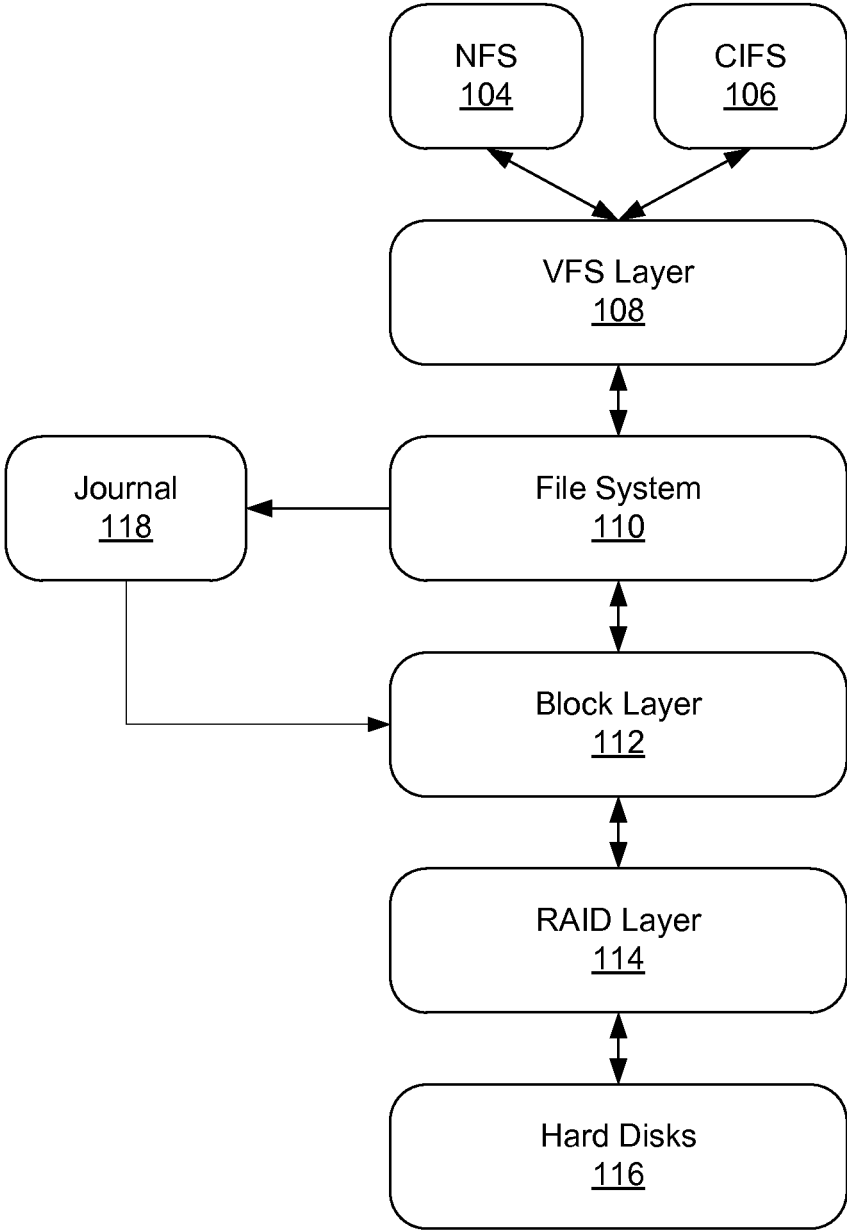 NFS
104
CIFS
106
VFS Layer
108
Journal
118
File System
110
Block Layer
112
RAID Layer
114
Hard Disks
116